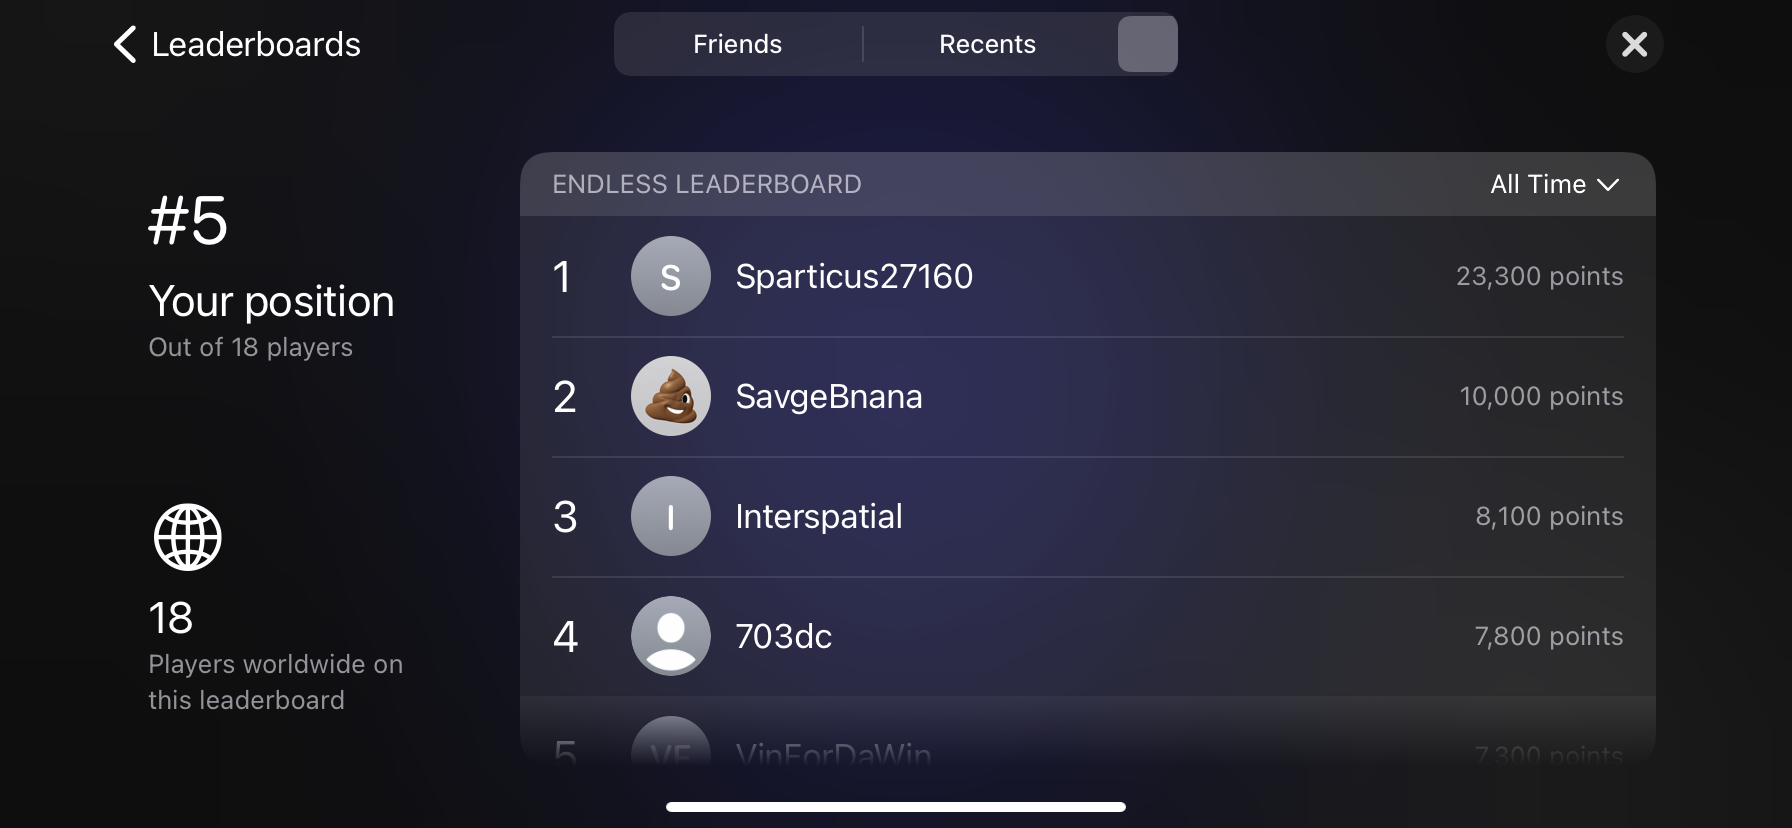 Leaderboards
Friends
Recents
#5
Your position
Out of 18 players
18
Players worldwide on
this leaderboard
ENDLESS LEADERBOARD
All Time
1 S Sparticus27160 23,300 points
2 SavgeBnana 10,000 points
3 I Interspatial 8,100 points
4 703dc 7,800 points
5 VF VinForDaWin 7,300 points